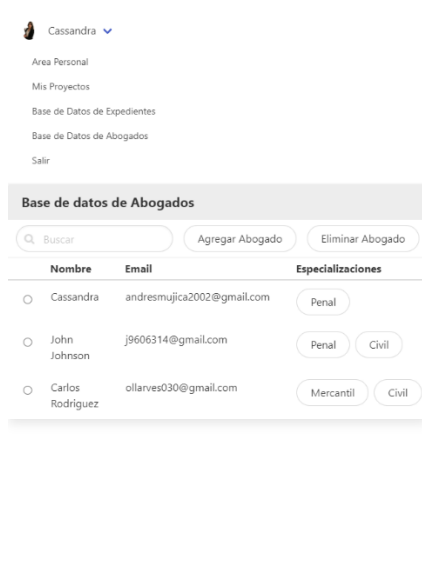 Cassandra
Area Personal
Mis Proyectos
Base de Datos de Expedientes
Base de Datos de Abogados
Salir
Base de datos de Abogados
Buscar Agregar Abogado Eliminar Abogado
Nombre Email Especializaciones
Cassandra andresmujica2002@gmail.com Penal
John Johnson j9606314@gmail.com Penal Civil
Carlos Rodriguez ollarves030@gmail.com Mercantil Civil